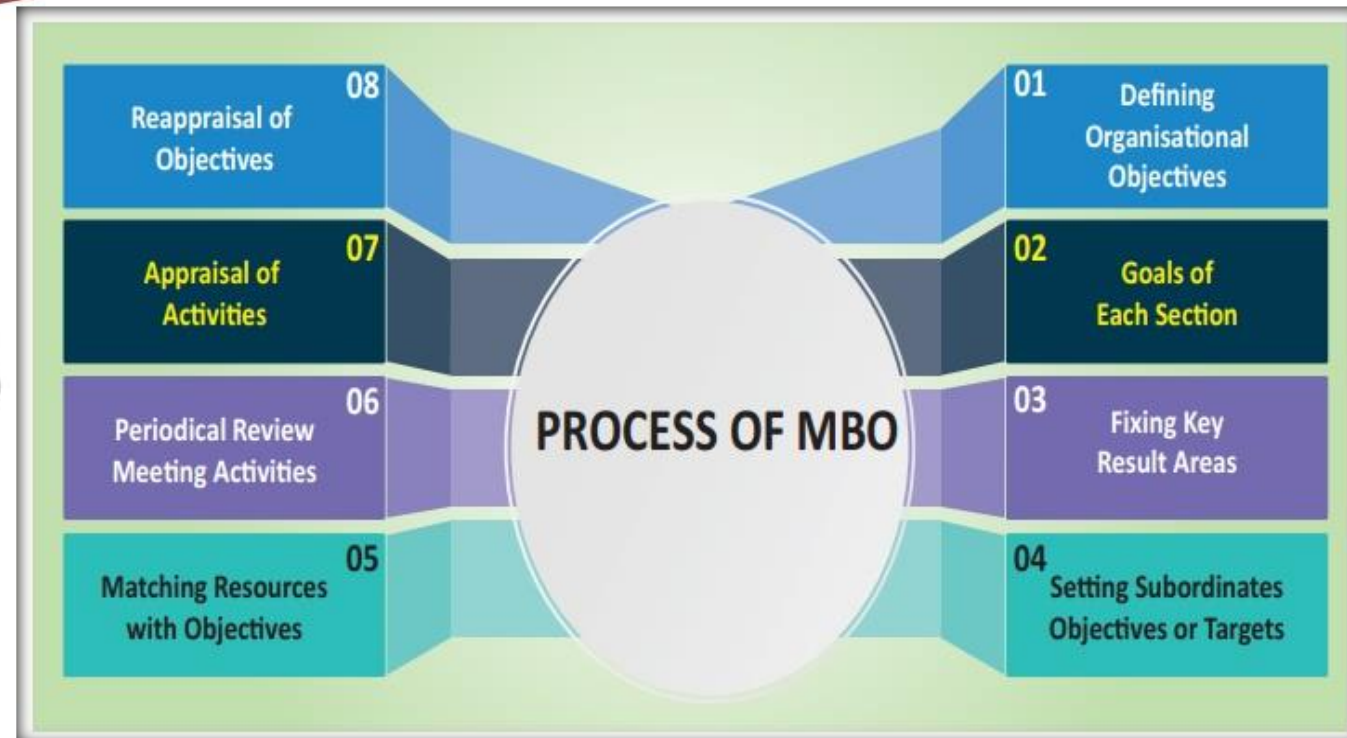 PROCESS OF MBO
01
Defining
Organisational
Objectives
02
Goals of
Each Section
03
Fixing Key
Result Areas
04
Setting Subordinates
Objectives or Targets
05
Matching Resources
with Objectives
06
Periodical Review
Meeting Activities
07
Appraisal of
Activities
08
Reappraisal of
Objectives